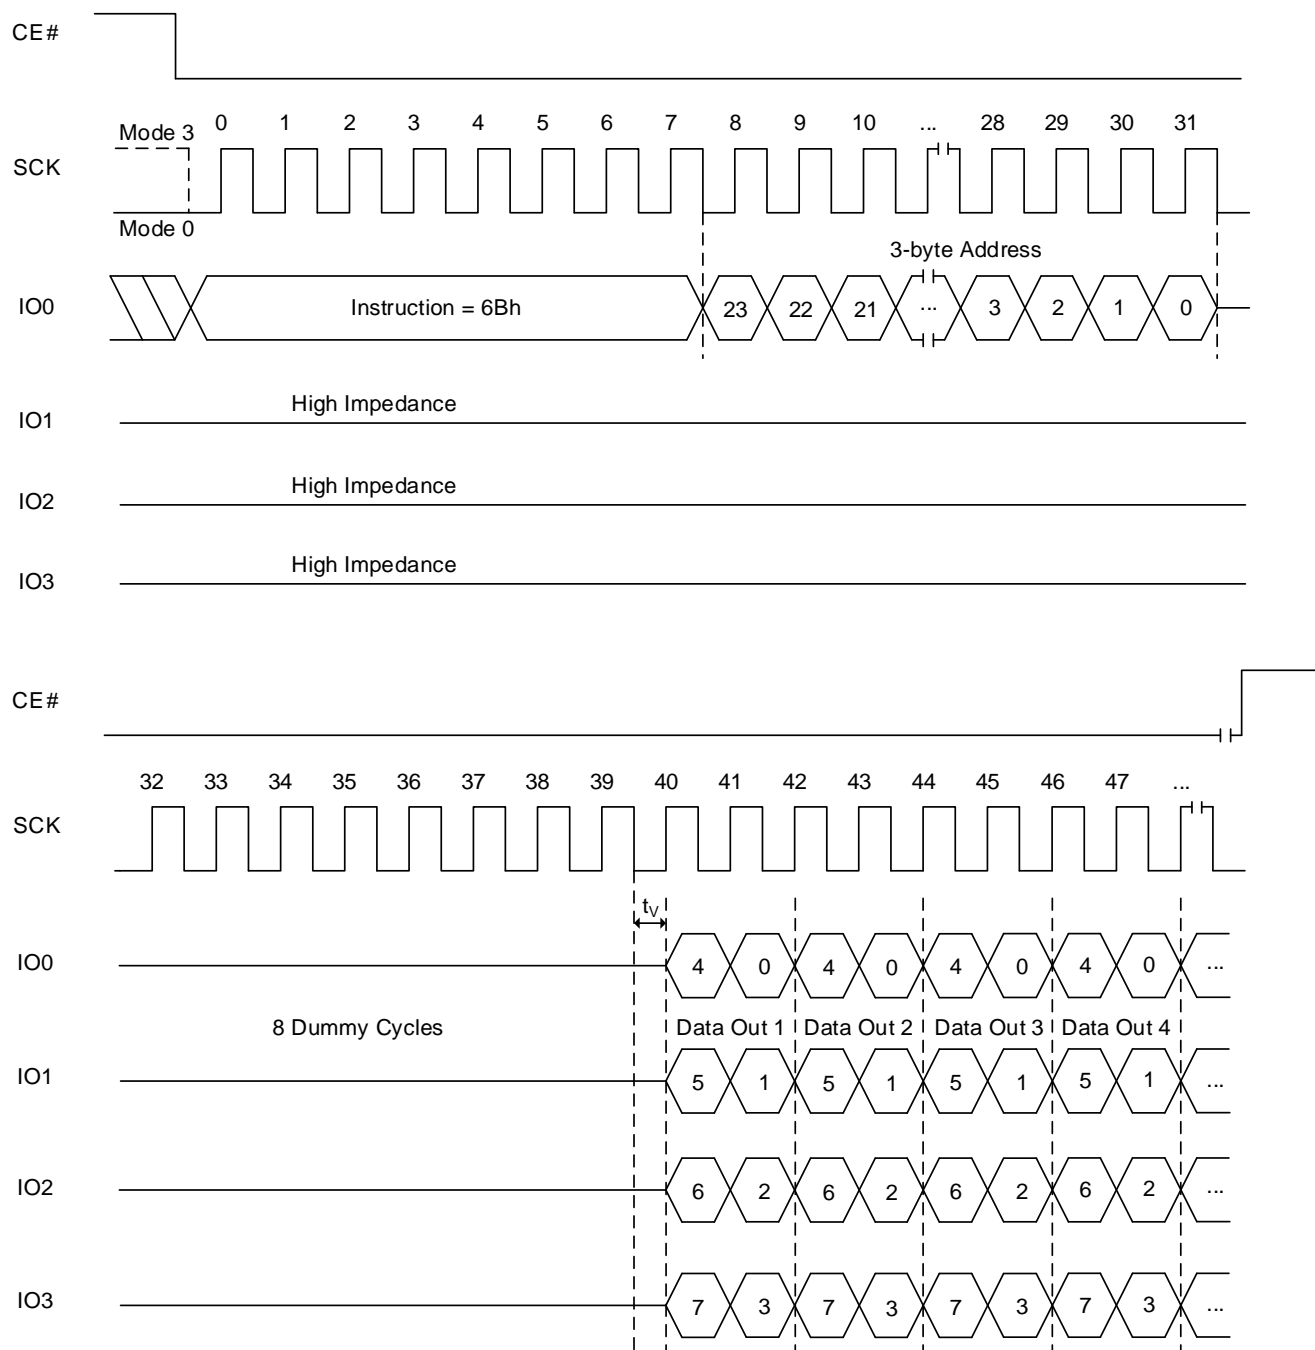 CE#
Mode 3 0 1 2 3 4 5 6 7 8 9 10 ... 28 29 30 31
SCK
Mode 0
3-byte Address
IO0 Instruction = 6Bh 23 22 21 ... 3 2 1 0
High Impedance
IO1
High Impedance
IO2
High Impedance
IO3
CE#
32 33 34 35 36 37 38 39 40 41 42 43 44 45 46 47 ...
SCK
tV
IO0 4 0 4 0 4 0 4 0 ...
8 Dummy Cycles Data Out 1 Data Out 2 Data Out 3 Data Out 4
IO1 5 1 5 1 5 1 5 1 ...
IO2 6 2 6 2 6 2 6 2 ...
IO3 7 3 7 3 7 3 7 3 ...